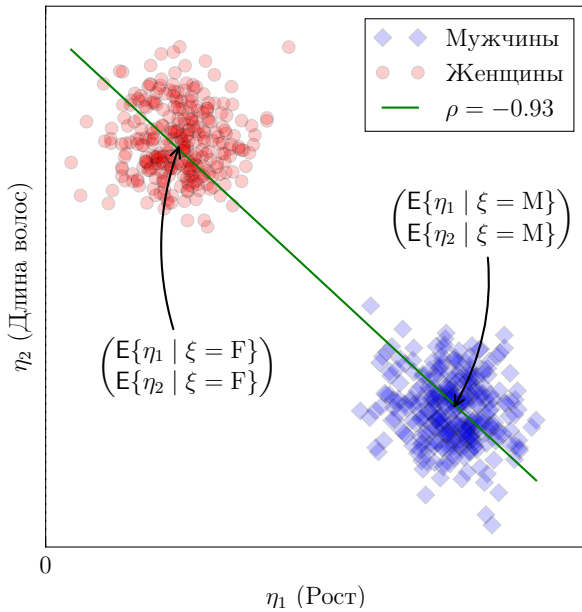 Мужчины
Женщины
ρ = −0.93
(E{η₁ | ξ = M})
(E{η₂ | ξ = M})
(E{η₁ | ξ = F})
(E{η₂ | ξ = F})
η₂ (Длина волос)
0
η₁ (Рост)